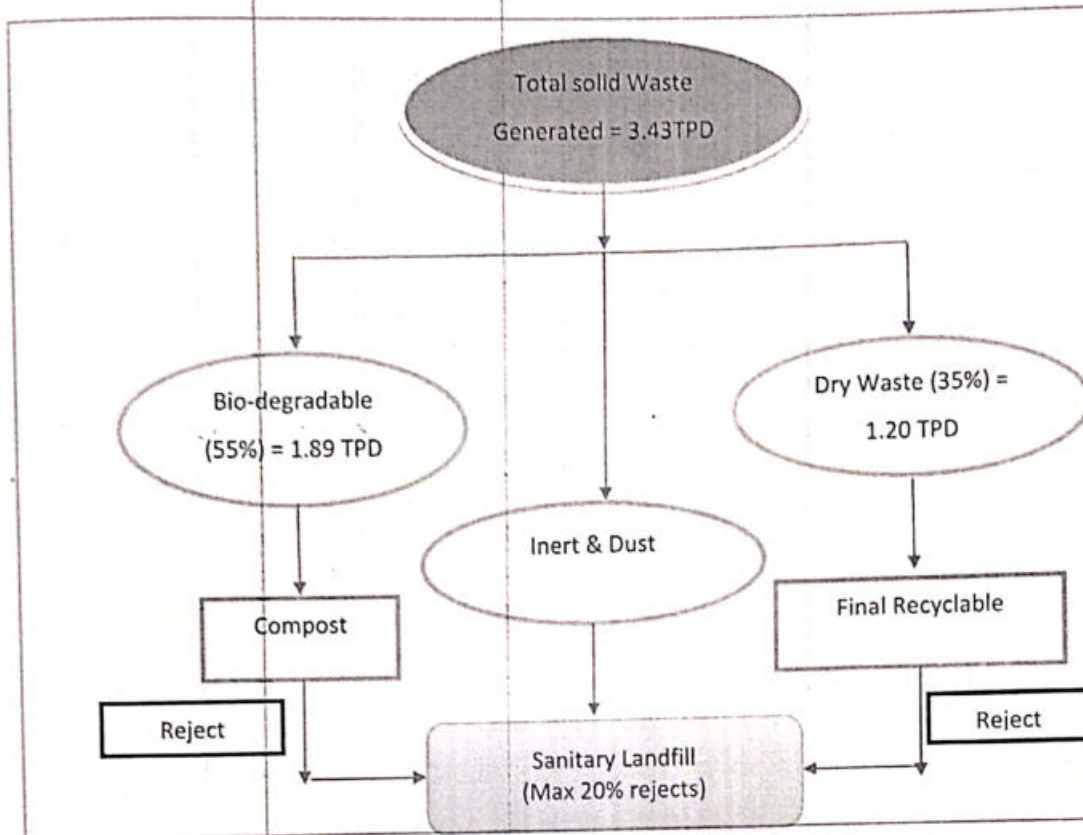 Total solid Waste
Generated = 3.43TPD
Bio-degradable
(55%) = 1.89 TPD
Dry Waste (35%) =
1.20 TPD
Inert & Dust
Compost
Final Recyclable
Reject
Reject
Sanitary Landfill
(Max 20% rejects)